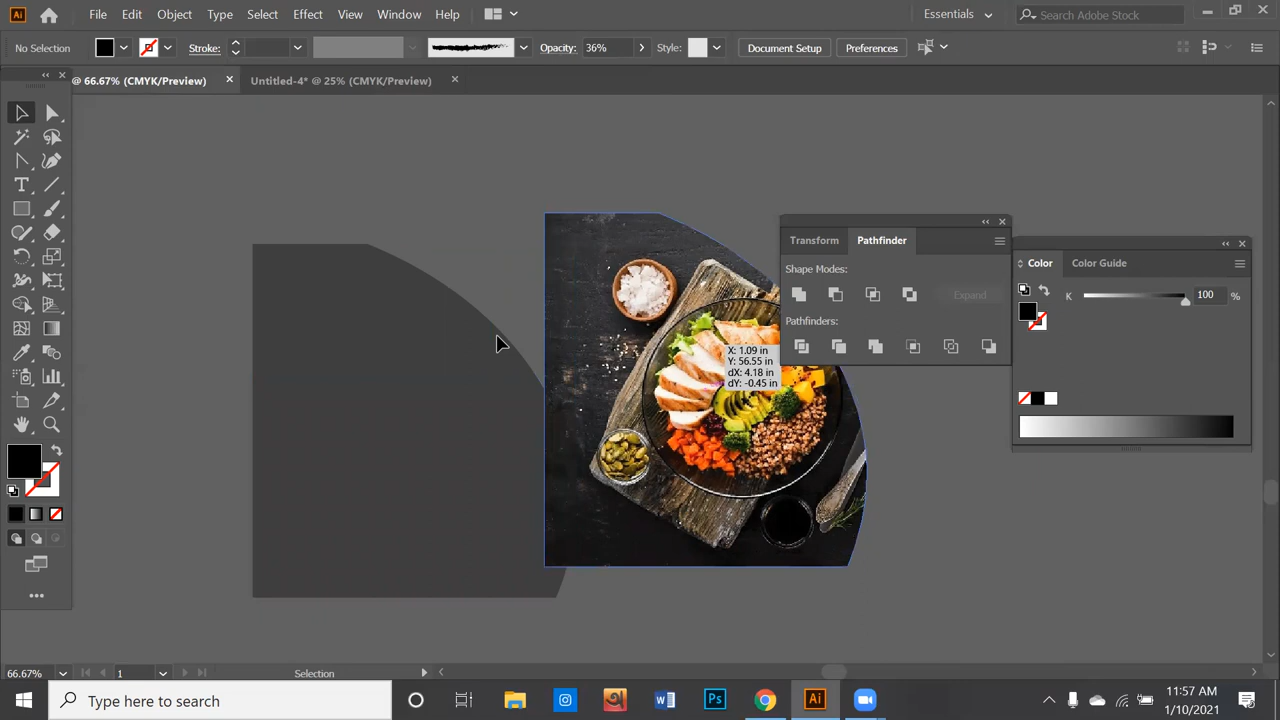 Ai File Edit Object Type Select Effect View Window Help Essentials Search Adobe Stock
No Selection Stroke: Opacity: 36% Style: Document Setup Preferences
@ 66.67% (CMYK/Preview) × Untitled-4* @ 25% (CMYK/Preview) ×
Transform Pathfinder
Shape Modes:
Expand
Pathfinders:
Color Color Guide
K 100 %
X: 1.09 in
Y: 56.55 in
dX: 4.18 in
dY: -0.45 in
66.67% 1 Selection
Type here to search
W Ps Ai
11:57 AM
1/10/2021